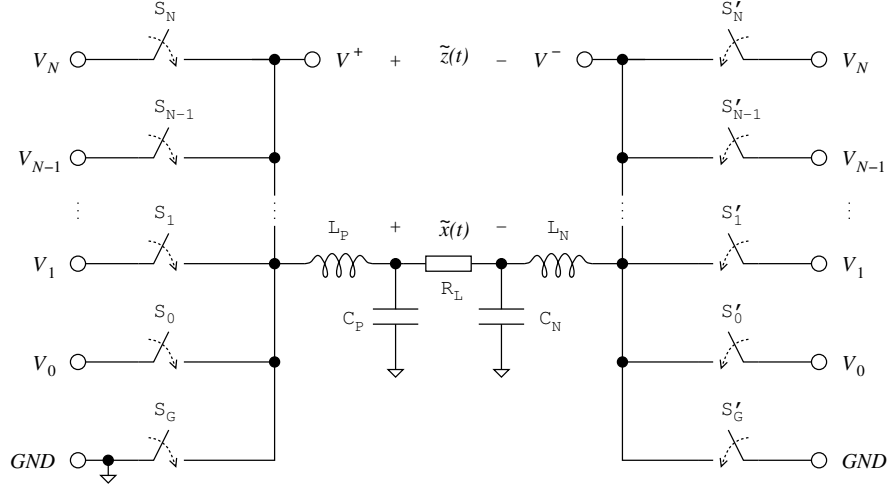 S_N S′_N
V_N V⁺ + z̃(t) − V⁻ V_N
S_{N−1} S′_{N−1}
V_{N−1} V_{N−1}
S_1 L_P + x̃(t) − L_N S′_1
V_1 R_L V_1
S_0 C_P C_N S′_0
V_0 V_0
S_G S′_G
GND GND